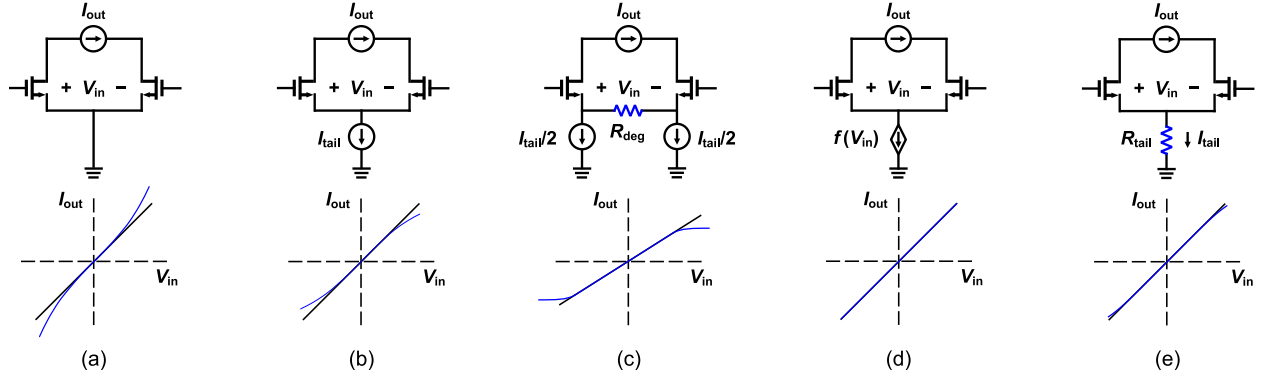 Iout
Iout
Iout
Iout
Iout
+ Vin −
+ Vin −
+ Vin −
+ Vin −
+ Vin −
Itail
Itail/2
Rdeg
Itail/2
f(Vin)
Rtail
Itail
Iout
Iout
Iout
Iout
Iout
Vin
Vin
Vin
Vin
Vin
(a)
(b)
(c)
(d)
(e)